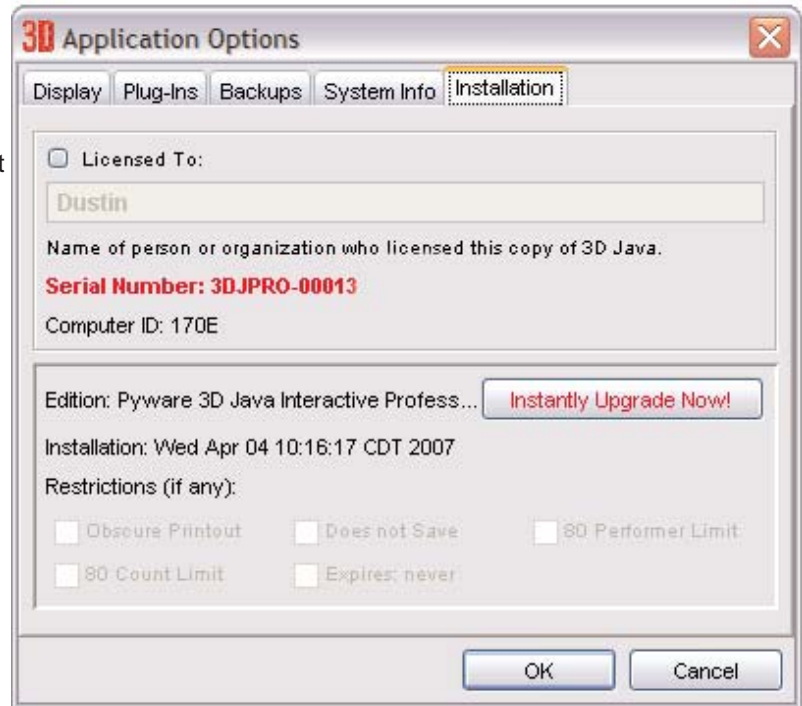 3D Application Options
Display Plug-Ins Backups System Info Installation
t
Licensed To:
Dustin
Name of person or organization who licensed this copy of 3D Java.
Serial Number: 3DJPRO-00013
Computer ID: 170E
Edition: Pyware 3D Java Interactive Profess... Instantly Upgrade Now!
Installation: Wed Apr 04 10:16:17 CDT 2007
Restrictions (if any):
Obscure Printout Does not Save 80 Performer Limit
80 Count Limit Expires: never
OK Cancel